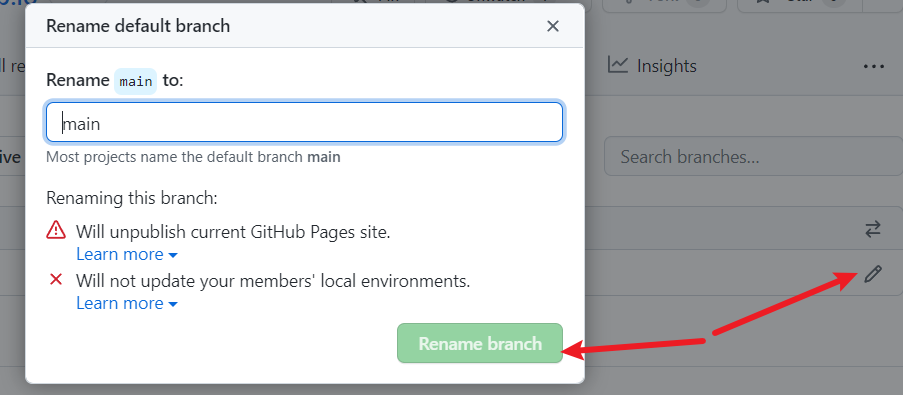 Rename default branch
Rename main to:
main
Most projects name the default branch main
Renaming this branch:
Will unpublish current GitHub Pages site.
Learn more
Will not update your members' local environments.
Learn more
Rename branch
Insights
Search branches...